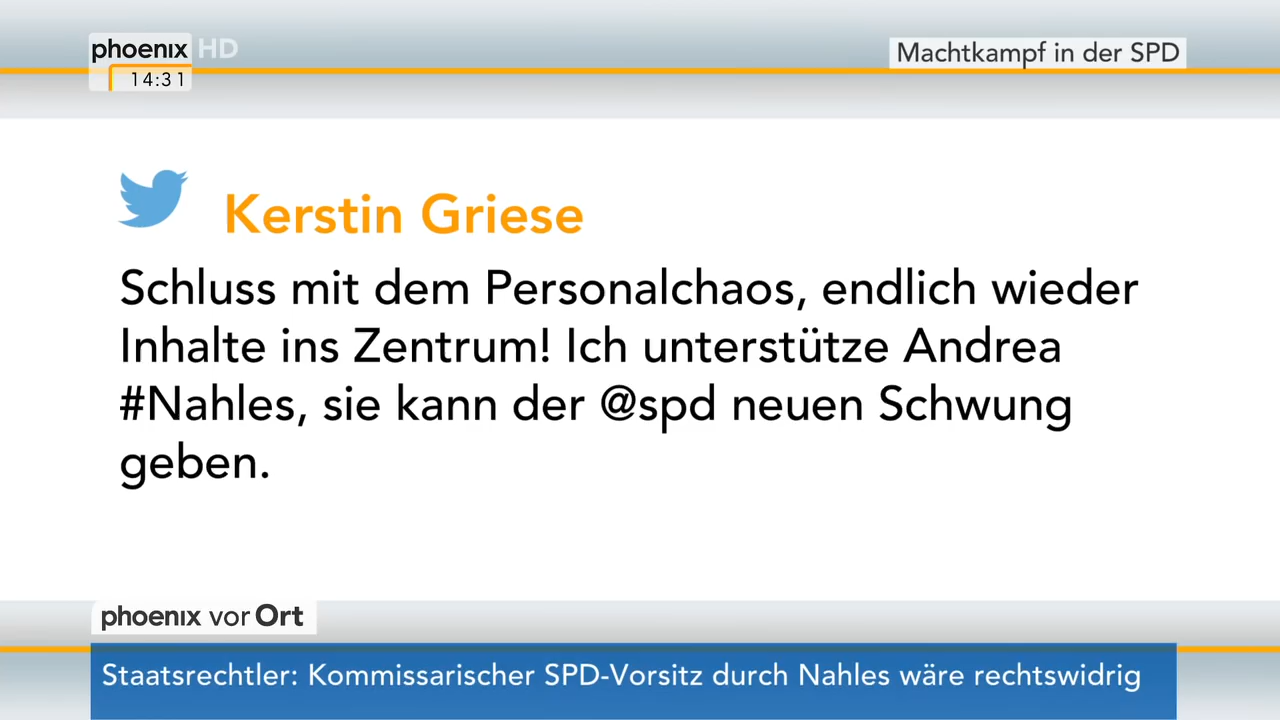 phoenix HD
Machtkampf in der SPD
14:31
Kerstin Griese
Schluss mit dem Personalchaos, endlich wieder
Inhalte ins Zentrum! Ich unterstütze Andrea
#Nahles, sie kann der @spd neuen Schwung
geben.
phoenix vor Ort
Staatsrechtler: Kommissarischer SPD-Vorsitz durch Nahles wäre rechtswidrig